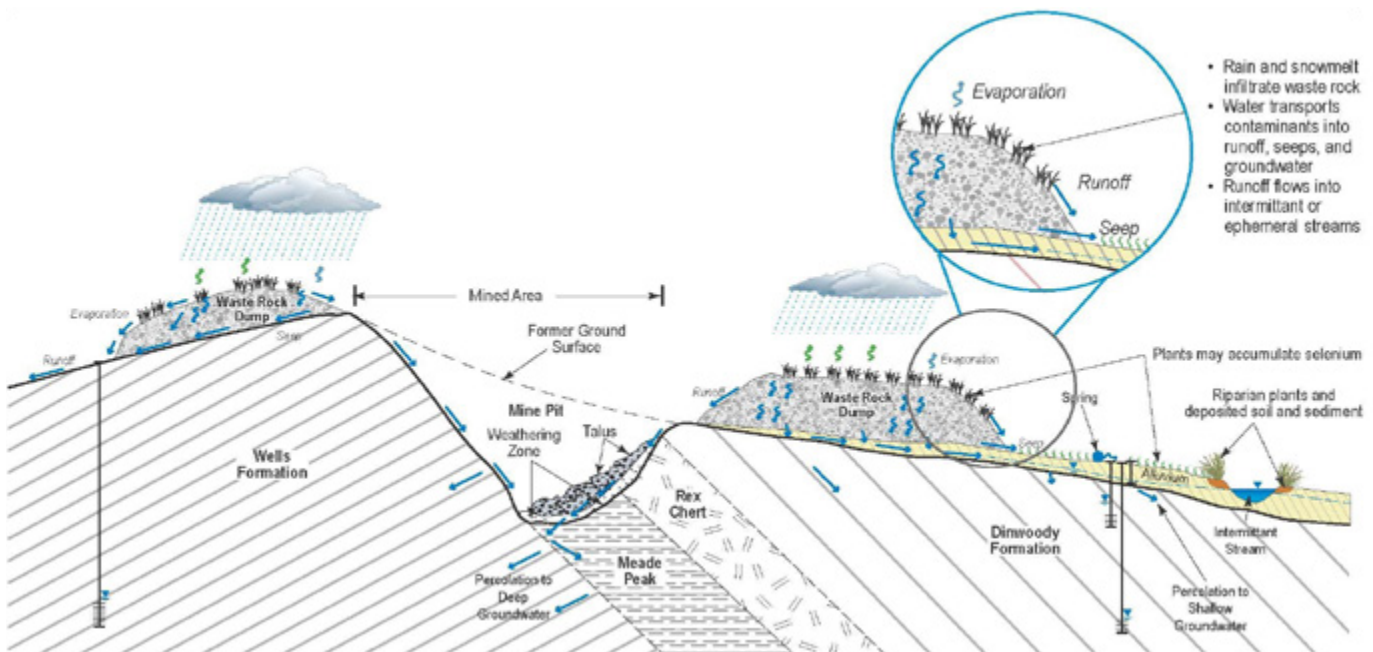 Evaporation
Runoff
Seep
• Rain and snowmelt
infiltrate waste rock
• Water transports
contaminants into
runoff, seeps, and
groundwater
• Runoff flows into
intermittant or
ephemeral streams
Mined Area
Former Ground
Surface
Evaporation
Waste Rock
Dump
Seep
Runoff
Evaporation
Plants may accumulate selenium
Runoff
Waste Rock
Dump
Spring
Riparian plants and
deposited soil and sediment
Mine Pit
Weathering
Zone
Talus
Seep
Alluvium
Wells
Formation
Rex
Chert
Dinwoody
Formation
Intermittant
Stream
Meade
Peak
Percolation to
Deep
Groundwater
Percolation to
Shallow
Groundwater